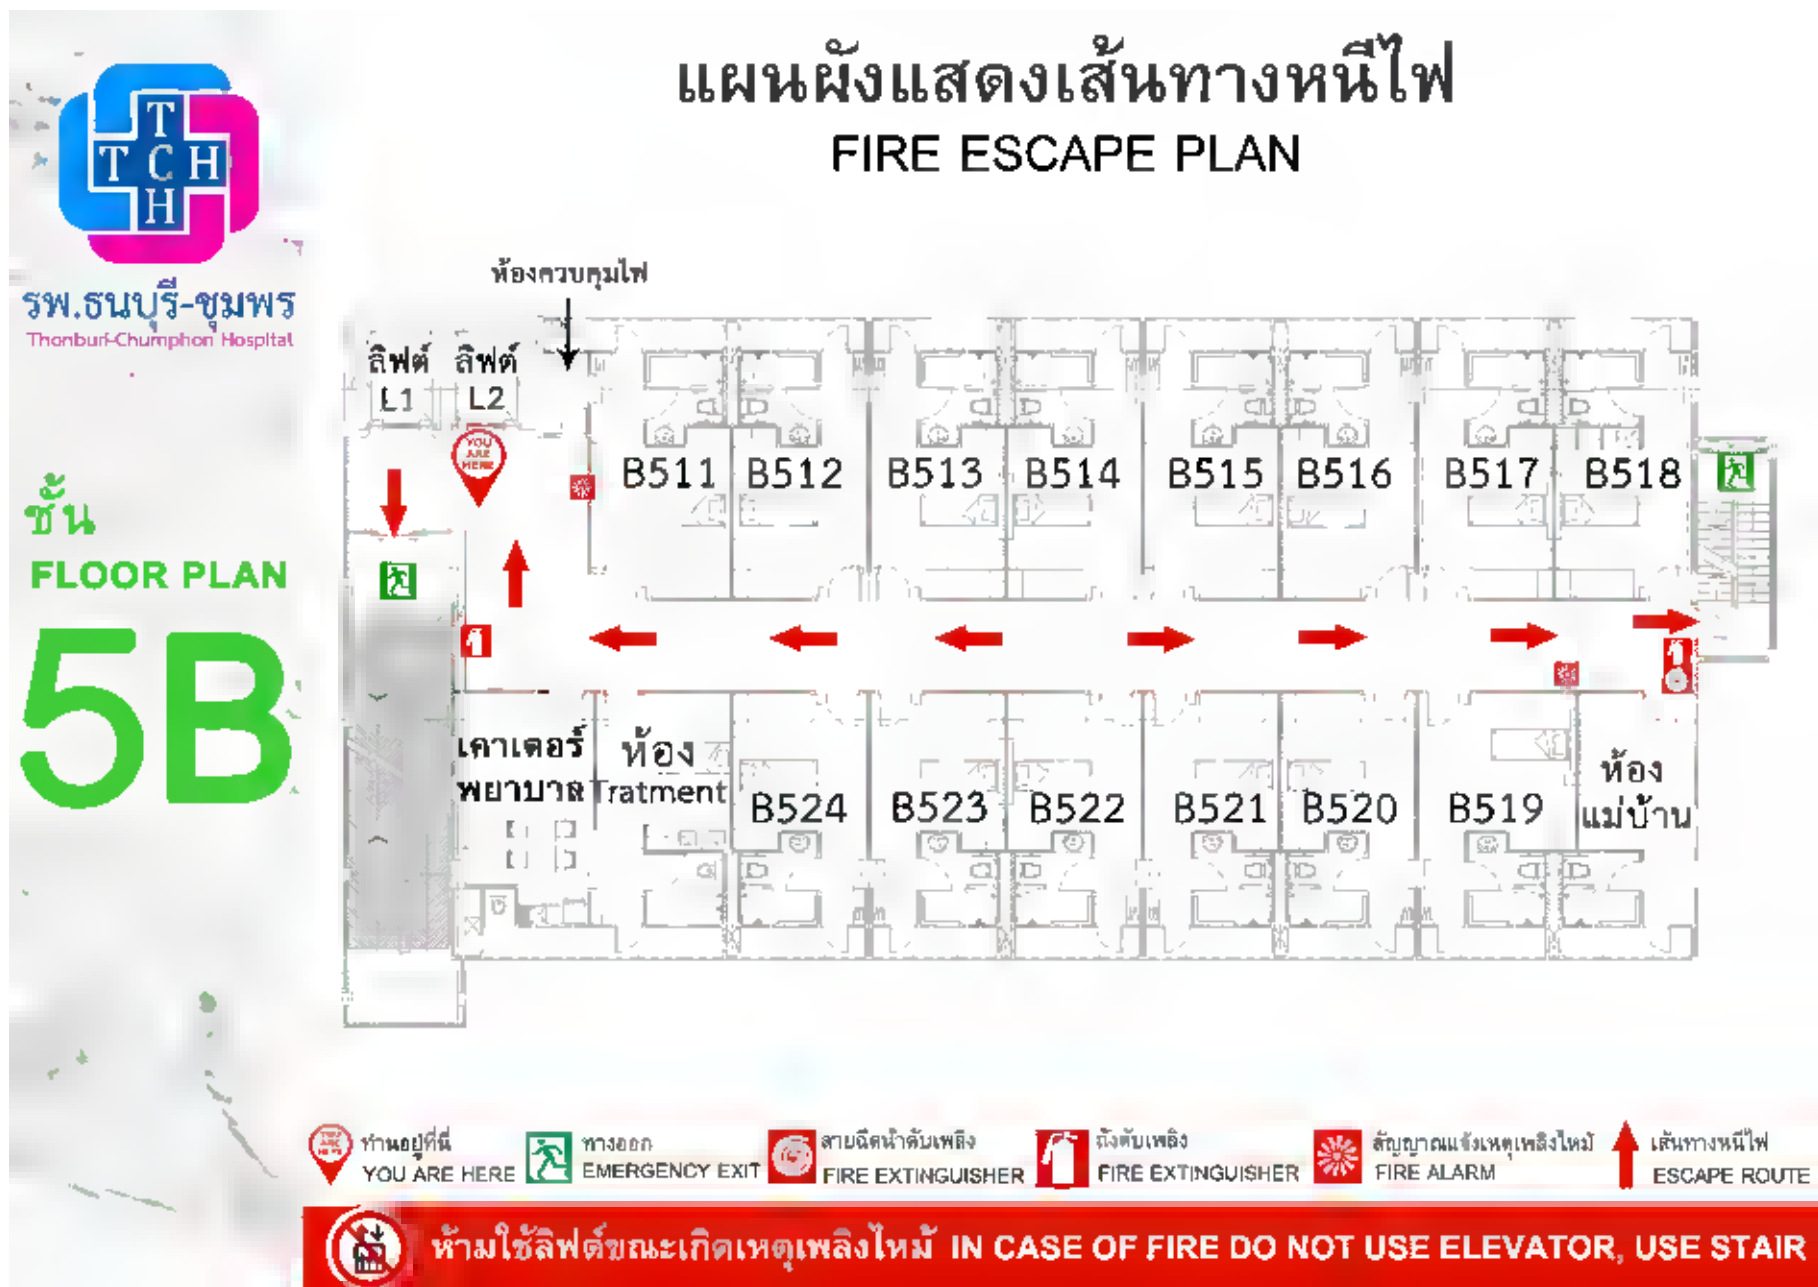 แผนผังแสดงเส้นทางหนีไฟ
FIRE ESCAPE PLAN
T
T C H
H
รพ.ธนบุรี-ชุมพร
Thonburi-Chumphon Hospital
ชั้น
FLOOR PLAN
5B
ห้องควบคุมไฟ
ลิฟต์
L1
ลิฟต์
L2
YOU
ARE
HERE
B511
B512
B513
B514
B515
B516
B517
B518
เคาเตอร์
พยาบาล
ห้อง
Tratment
B524
B523
B522
B521
B520
B519
ห้อง
แม่บ้าน
ท่านอยู่ที่นี่
YOU ARE HERE
ทางออก
EMERGENCY EXIT
สายฉีดน้ำดับเพลิง
FIRE EXTINGUISHER
ถังดับเพลิง
FIRE EXTINGUISHER
สัญญาณแจ้งเหตุเพลิงไหม้
FIRE ALARM
เส้นทางหนีไฟ
ESCAPE ROUTE
ห้ามใช้ลิฟต์ขณะเกิดเหตุเพลิงไหม้ IN CASE OF FIRE DO NOT USE ELEVATOR, USE STAIR